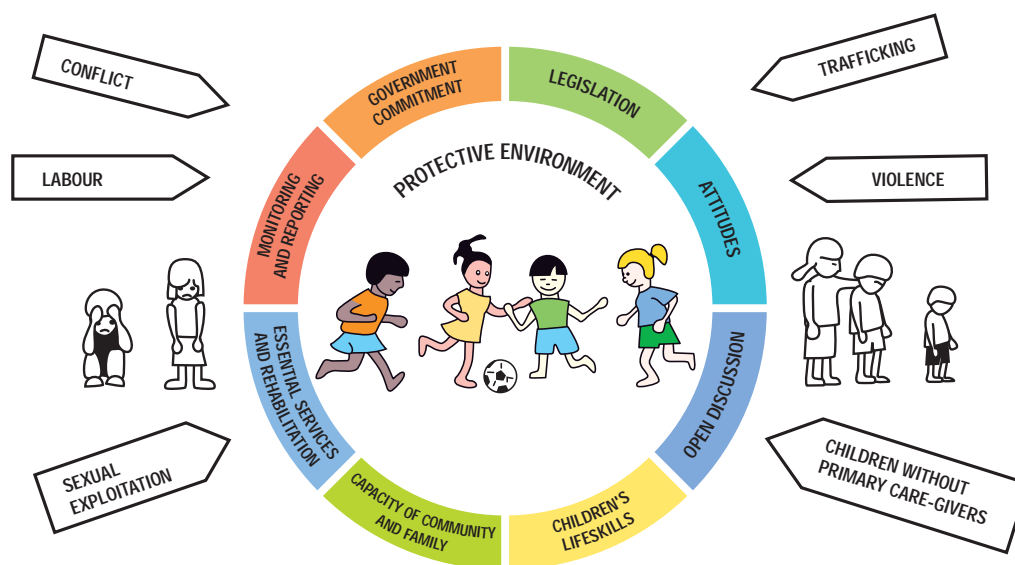 CONFLICT
LABOUR
SEXUAL
EXPLOITATION
GOVERNMENT
COMMITMENT
LEGISLATION
ATTITUDES
OPEN DISCUSSION
CHILDREN'S
LIFESKILLS
CAPACITY OF COMMUNITY
AND FAMILY
ESSENTIAL SERVICES
AND REHABILITATION
MONITORING
AND REPORTING
PROTECTIVE ENVIRONMENT
TRAFFICKING
VIOLENCE
CHILDREN WITHOUT
PRIMARY CARE-GIVERS